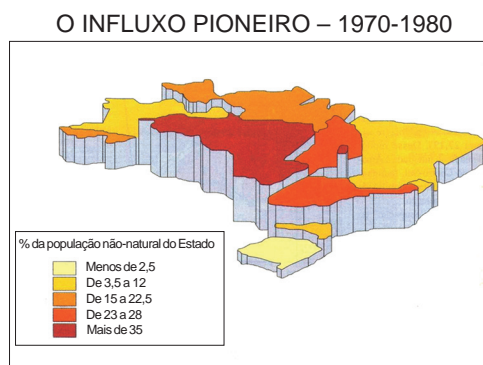 O INFLUXO PIONEIRO – 1970-1980
% da população não-natural do Estado
Menos de 2,5
De 3,5 a 12
De 15 a 22,5
De 23 a 28
Mais de 35